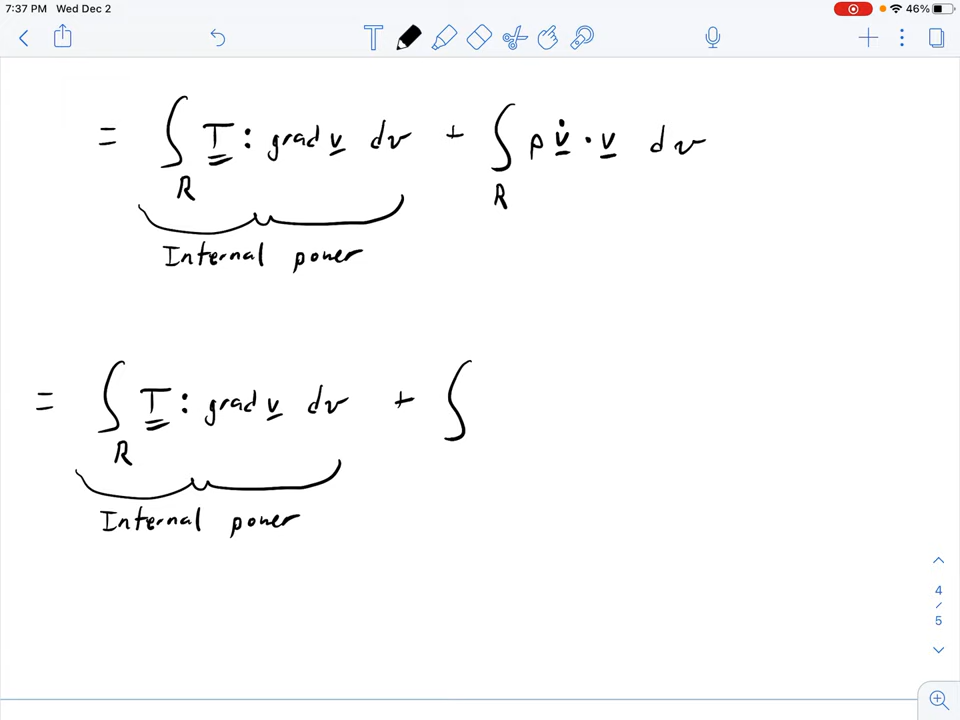 7:37 PM Wed Dec 2 46%
= ∫_R T̳ : grad v̲ dv + ∫_R ρ v̲̇ · v̲ dv
Internal power
= ∫_R T̳ : grad v̲ dv + ∫
Internal power
4
/
5